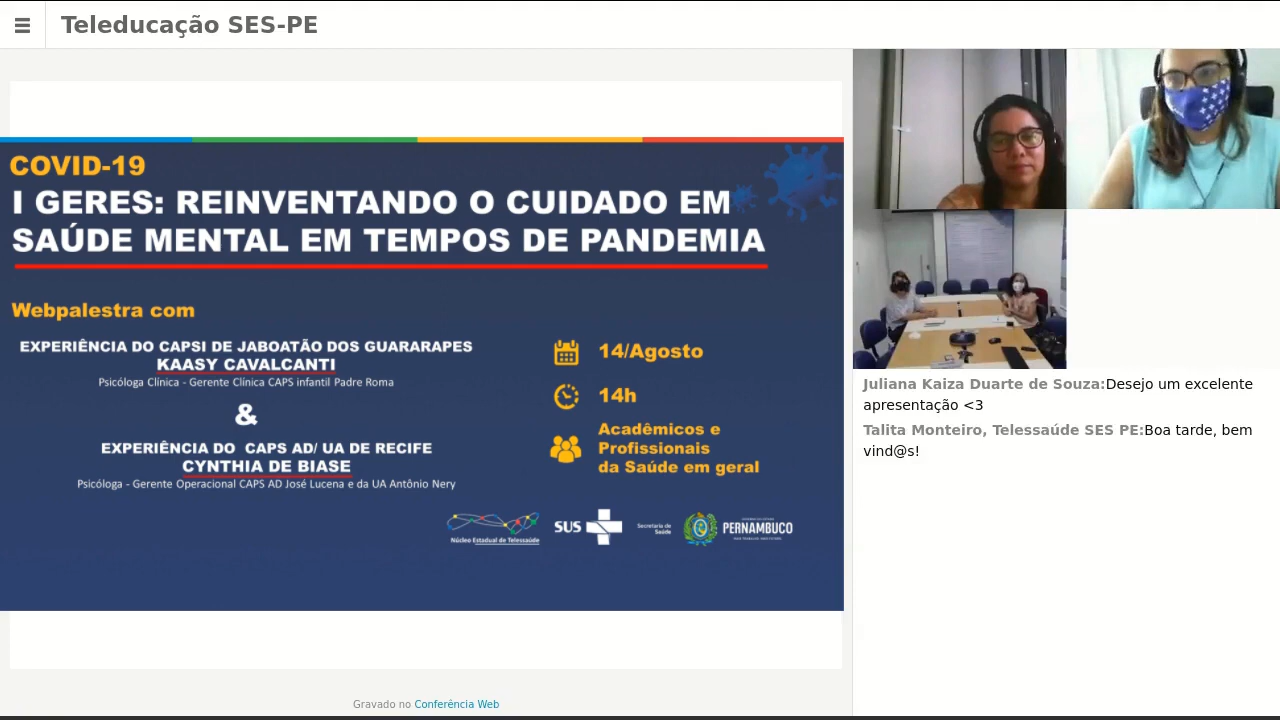 Teleducação SES-PE
COVID-19
I GERES: REINVENTANDO O CUIDADO EM
SAÚDE MENTAL EM TEMPOS DE PANDEMIA
Webpalestra com
EXPERIÊNCIA DO CAPSI DE JABOATÃO DOS GUARARAPES
KAASY CAVALCANTI
Psicóloga Clínica - Gerente Clínica CAPS infantil Padre Roma
&
EXPERIÊNCIA DO CAPS AD/ UA DE RECIFE
CYNTHIA DE BIASE
Psicóloga - Gerente Operacional CAPS AD José Lucena e da UA Antônio Nery
14/Agosto
14h
Acadêmicos e
Profissionais
da Saúde em geral
Núcleo Estadual de Telessaúde
SUS
Secretaria de
Saúde
PERNAMBUCO
Juliana Kaiza Duarte de Souza:Desejo um excelente
apresentação <3
Talita Monteiro, Telessaúde SES PE:Boa tarde, bem
vind@s!
Gravado no Conferência Web